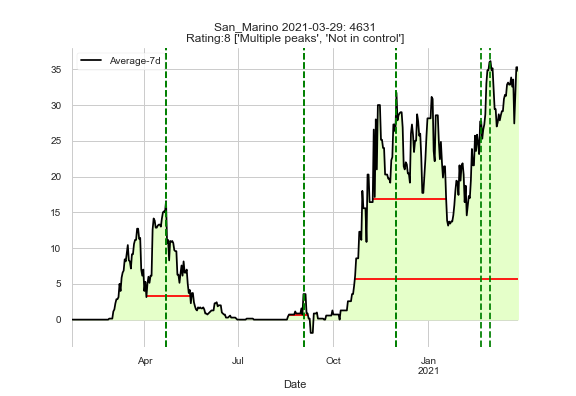 San_Marino 2021-03-29: 4631
Rating:8 ['Multiple peaks', 'Not in control']
Average-7d
35
30
25
20
15
10
5
0
Apr
Jul
Oct
Jan
2021
Date